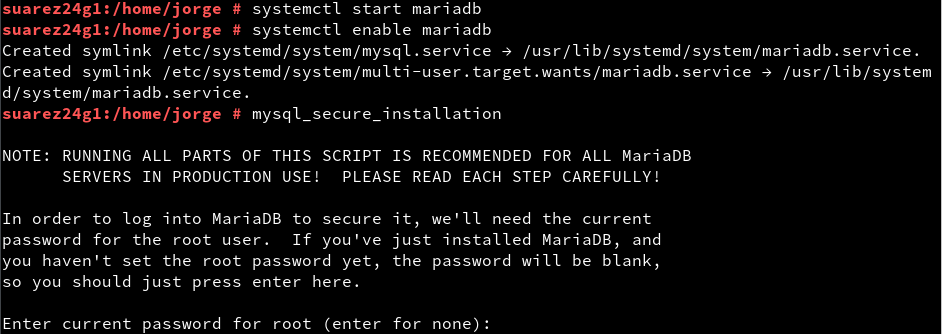 suarez24g1:/home/jorge # systemctl start mariadb
suarez24g1:/home/jorge # systemctl enable mariadb
Created symlink /etc/systemd/system/mysql.service → /usr/lib/systemd/system/mariadb.service.
Created symlink /etc/systemd/system/multi-user.target.wants/mariadb.service → /usr/lib/system
d/system/mariadb.service.
suarez24g1:/home/jorge # mysql_secure_installation
NOTE: RUNNING ALL PARTS OF THIS SCRIPT IS RECOMMENDED FOR ALL MariaDB
SERVERS IN PRODUCTION USE!  PLEASE READ EACH STEP CAREFULLY!
In order to log into MariaDB to secure it, we'll need the current
password for the root user.  If you've just installed MariaDB, and
you haven't set the root password yet, the password will be blank,
so you should just press enter here.
Enter current password for root (enter for none):